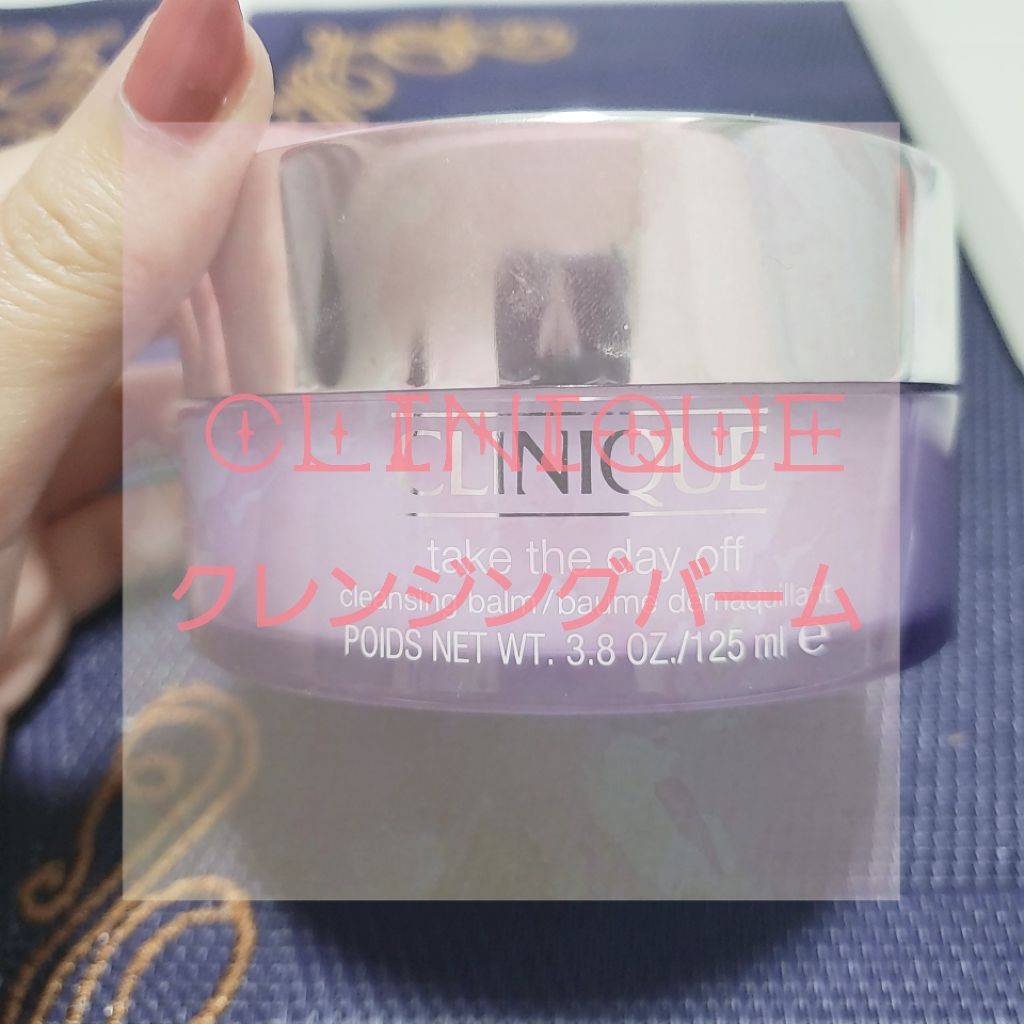 CLINIQUE
CLINIQUE
take the day off
クレンジングバーム
cleansing balm/baume démaquillant
POIDS NET WT. 3.8 OZ./125 ml e